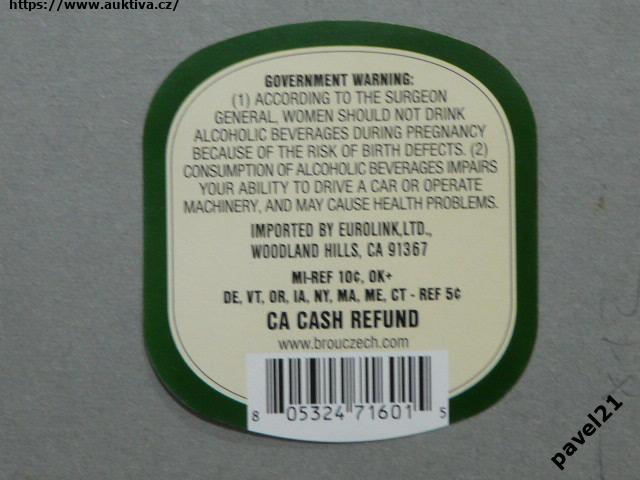 https://www.auktiva.cz/
GOVERNMENT WARNING:
(1) ACCORDING TO THE SURGEON
GENERAL, WOMEN SHOULD NOT DRINK
ALCOHOLIC BEVERAGES DURING PREGNANCY
BECAUSE OF THE RISK OF BIRTH DEFECTS. (2)
CONSUMPTION OF ALCOHOLIC BEVERAGES IMPAIRS
YOUR ABILITY TO DRIVE A CAR OR OPERATE
MACHINERY, AND MAY CAUSE HEALTH PROBLEMS.
IMPORTED BY EUROLINK,LTD.,
WOODLAND HILLS, CA 91367
MI-REF 10¢, OK+
DE, VT, OR, IA, NY, MA, ME, CT - REF 5¢
CA CASH REFUND
www.brouczech.com
8 05324 71601 5
pavel21